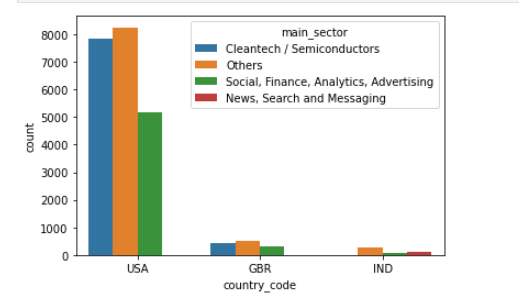 main_sector
Cleantech / Semiconductors
Others
Social, Finance, Analytics, Advertising
News, Search and Messaging
8000
7000
6000
5000
4000
3000
2000
1000
0
count
USA
GBR
IND
country_code